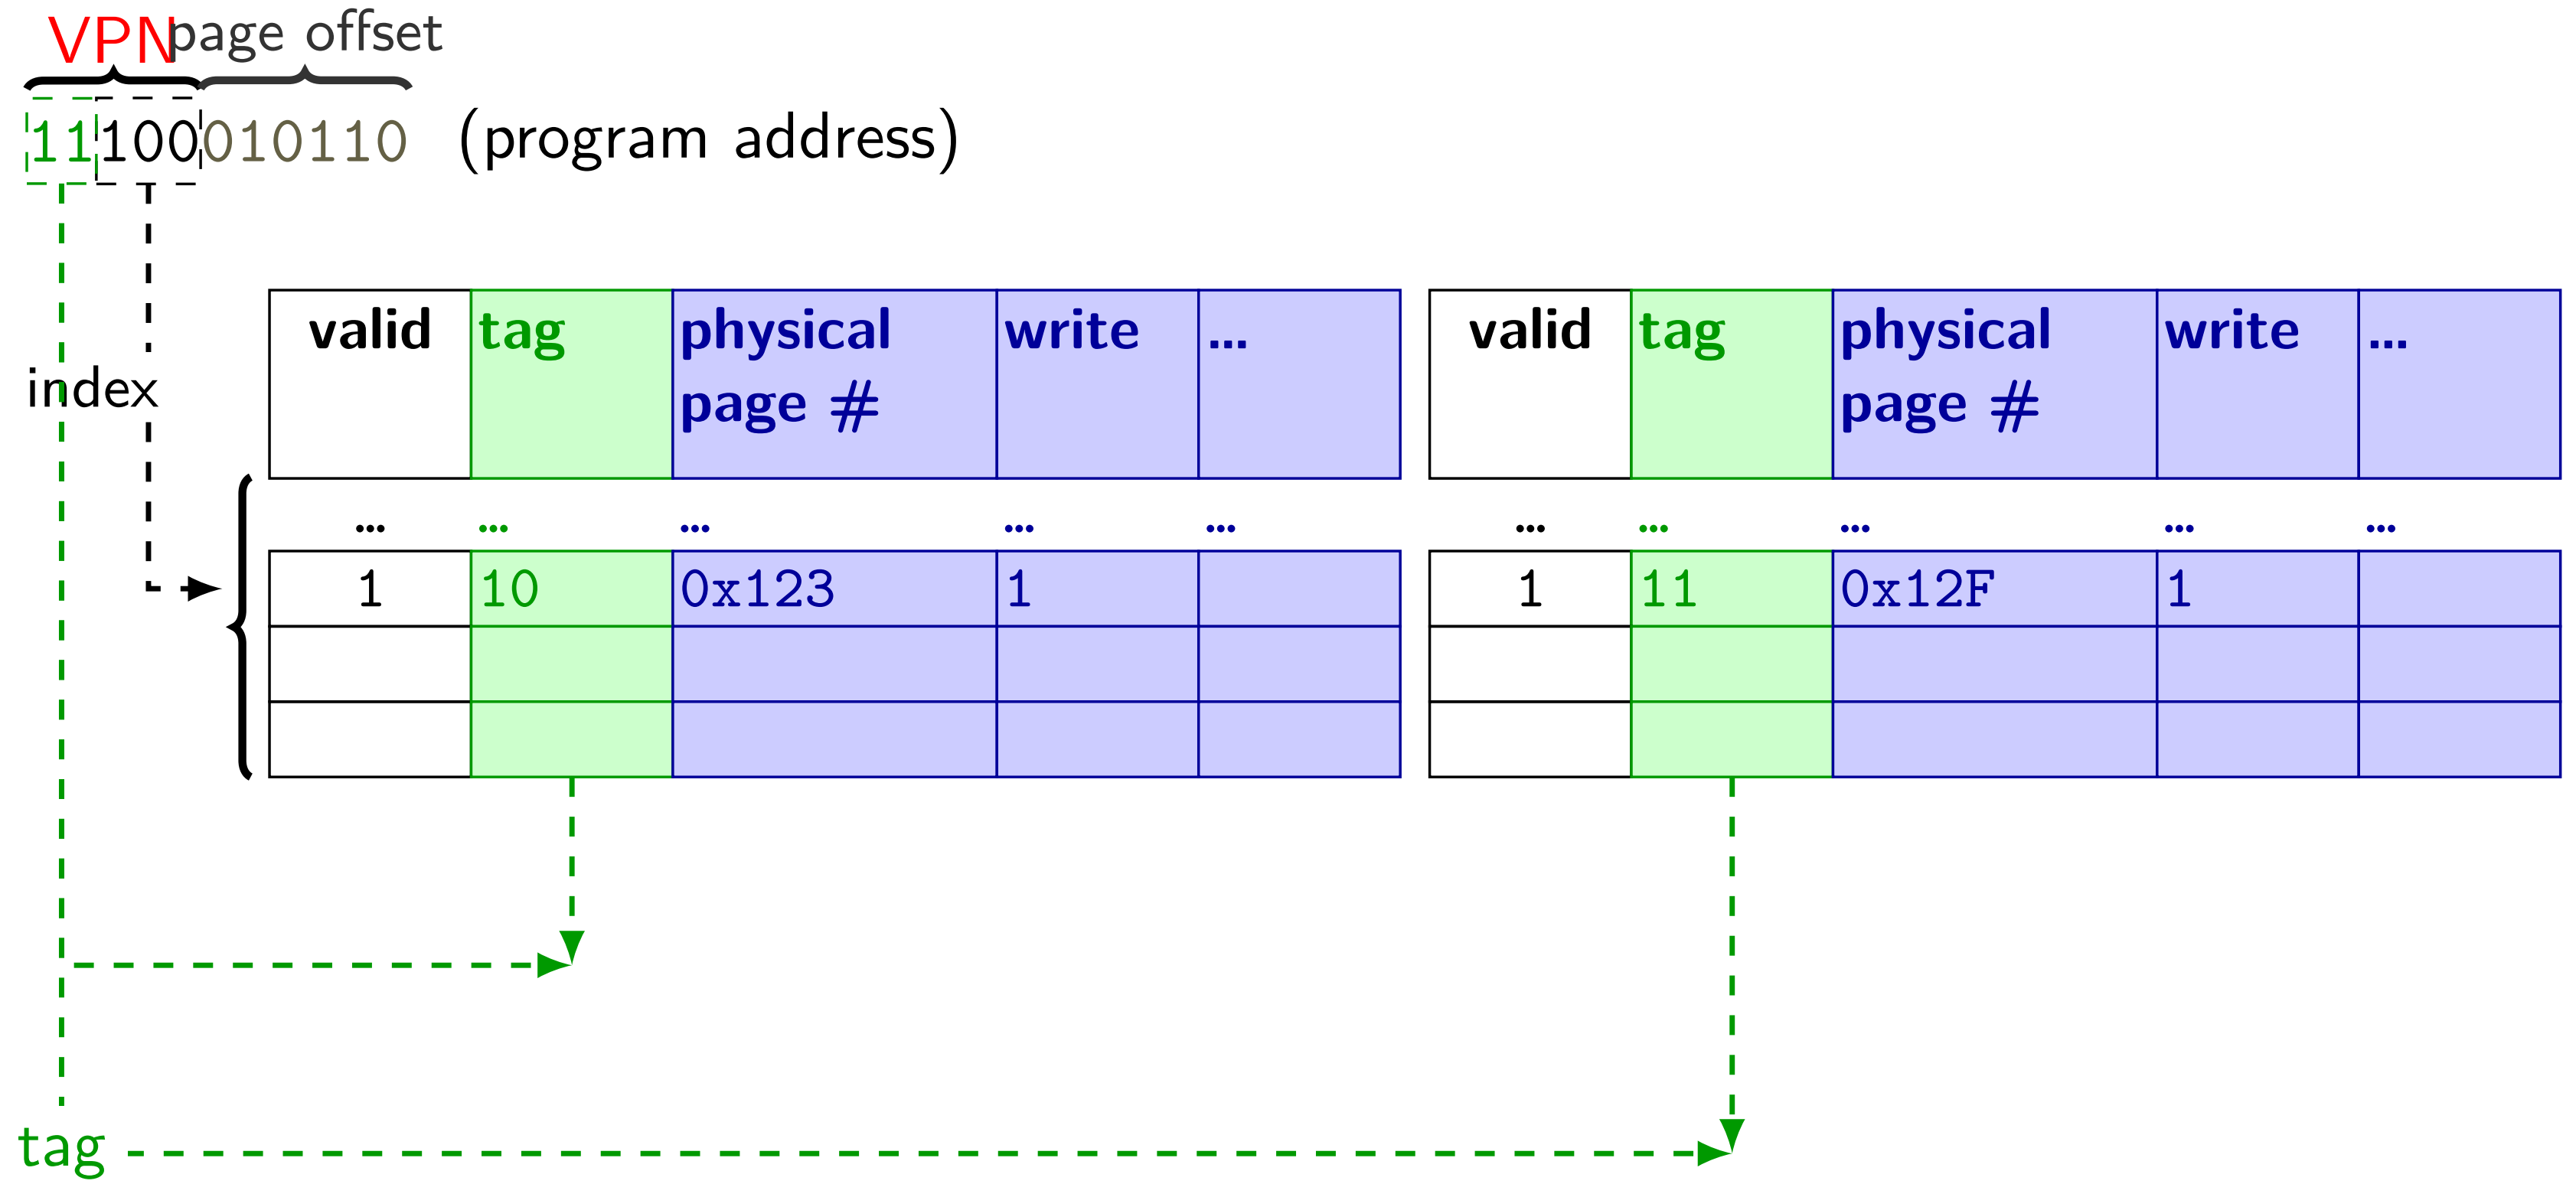 VPN page offset
11100010110 (program address)
valid tag physical page # write ... valid tag physical page # write ...
index
... ... ... ... ... ... ... ... ... ...
1 10 0x123 1 1 11 0x12F 1
tag